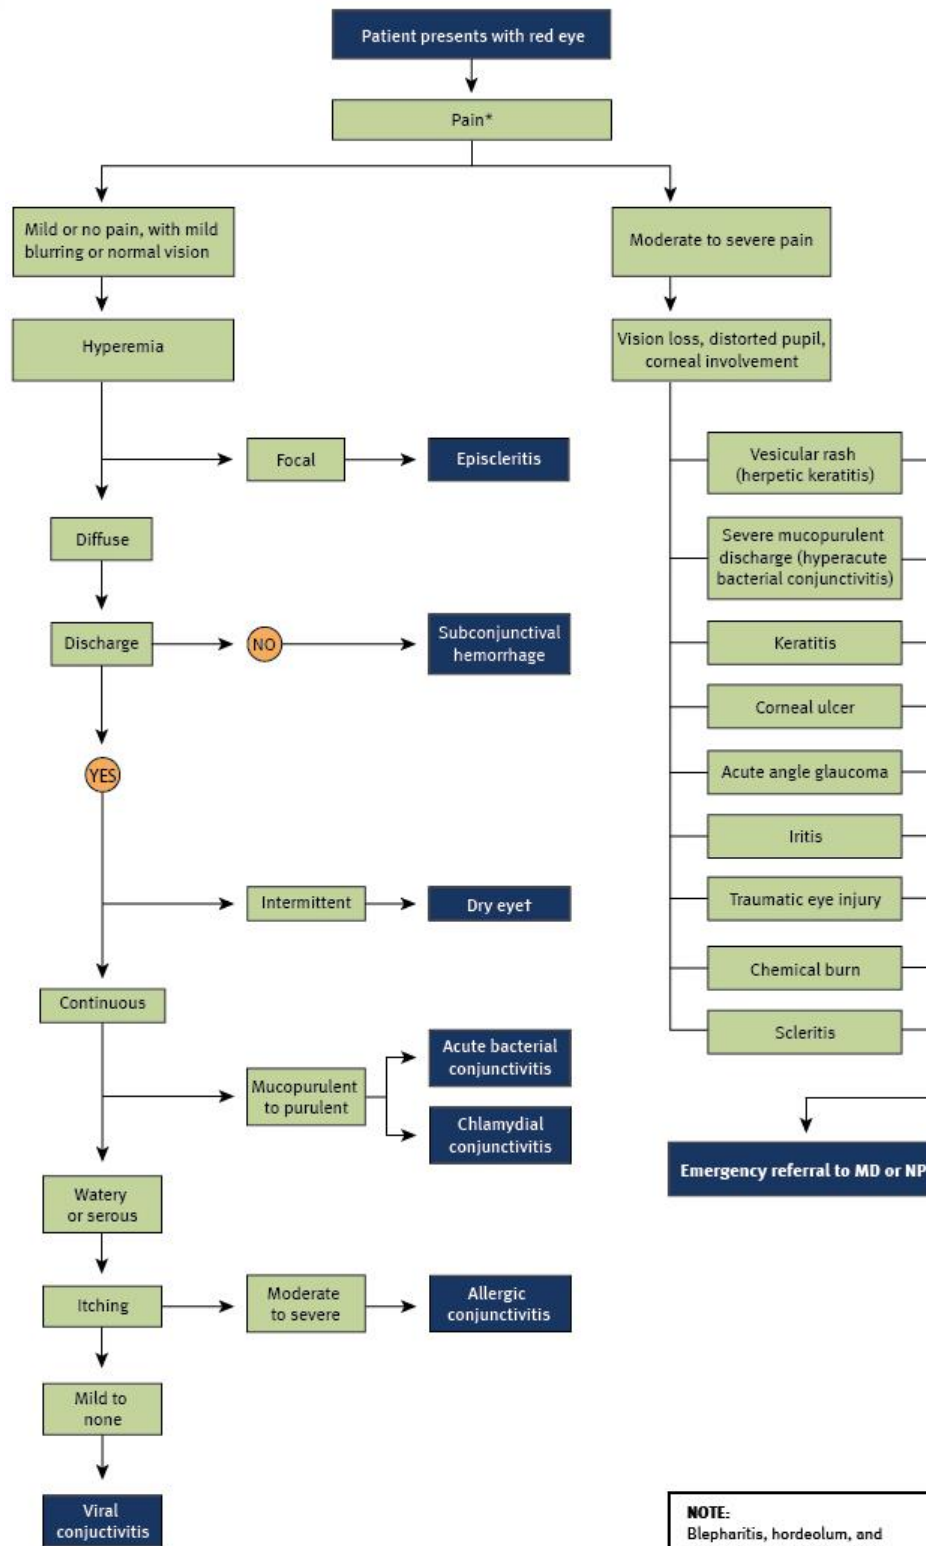 Patient presents with red eye
Pain*
Mild or no pain, with mild
blurring or normal vision
Hyperemia
Focal
Episcleritis
Diffuse
Discharge
NO
Subconjunctival
hemorrhage
YES
Intermittent
Dry eye†
Continuous
Mucopurulent
to purulent
Acute bacterial
conjunctivitis
Chlamydial
conjunctivitis
Watery
or serous
Itching
Moderate
to severe
Allergic
conjunctivitis
Mild to
none
Viral
conjuctivitis
Moderate to severe pain
Vision loss, distorted pupil,
corneal involvement
Vesicular rash
(herpetic keratitis)
Severe mucopurulent
discharge (hyperacute
bacterial conjunctivitis)
Keratitis
Corneal ulcer
Acute angle glaucoma
Iritis
Traumatic eye injury
Chemical burn
Scleritis
Emergency referral to MD or NP
NOTE:
Blepharitis, hordeolum, and